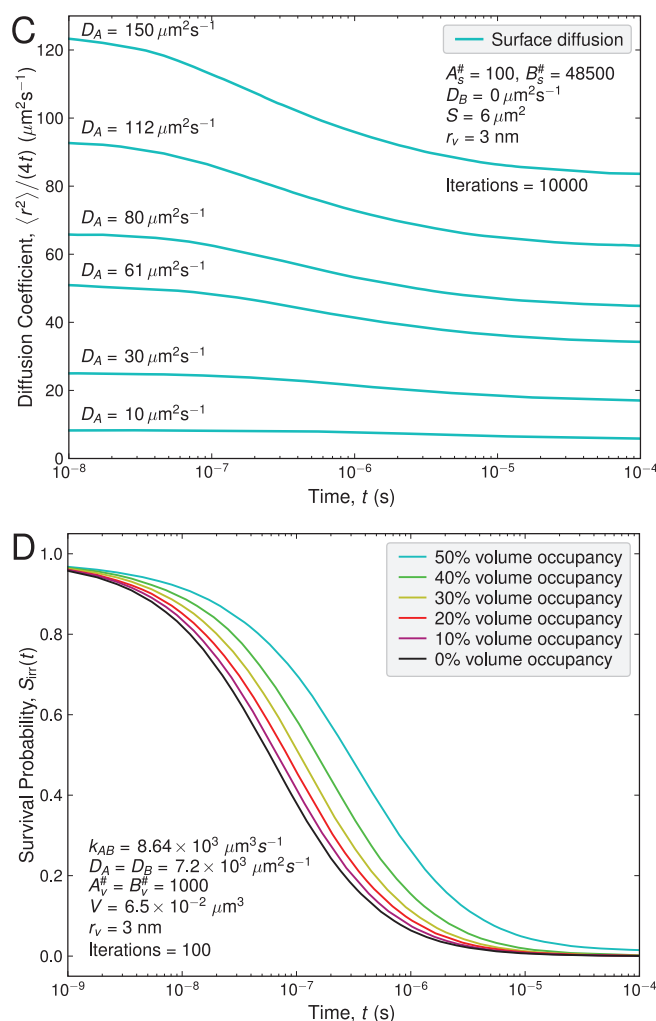 C
D_A = 150 μm²s⁻¹
Surface diffusion
A_s^# = 100, B_s^# = 48500
D_B = 0 μm²s⁻¹
S = 6 μm²
r_v = 3 nm
Iterations = 10000
D_A = 112 μm²s⁻¹
D_A = 80 μm²s⁻¹
D_A = 61 μm²s⁻¹
D_A = 30 μm²s⁻¹
D_A = 10 μm²s⁻¹
Diffusion Coefficient, ⟨r²⟩/(4t) (μm²s⁻¹)
120
100
80
60
40
20
0
10⁻⁸ 10⁻⁷ 10⁻⁶ 10⁻⁵ 10⁻⁴
Time, t (s)
D
50% volume occupancy
40% volume occupancy
30% volume occupancy
20% volume occupancy
10% volume occupancy
0% volume occupancy
Survival Probability, S_irr(t)
1.0
0.8
0.6
0.4
0.2
0.0
k_AB = 8.64 × 10³ μm³s⁻¹
D_A = D_B = 7.2 × 10³ μm²s⁻¹
A_v^# = B_v^# = 1000
V = 6.5 × 10⁻² μm³
r_v = 3 nm
Iterations = 100
10⁻⁹ 10⁻⁸ 10⁻⁷ 10⁻⁶ 10⁻⁵ 10⁻⁴
Time, t (s)